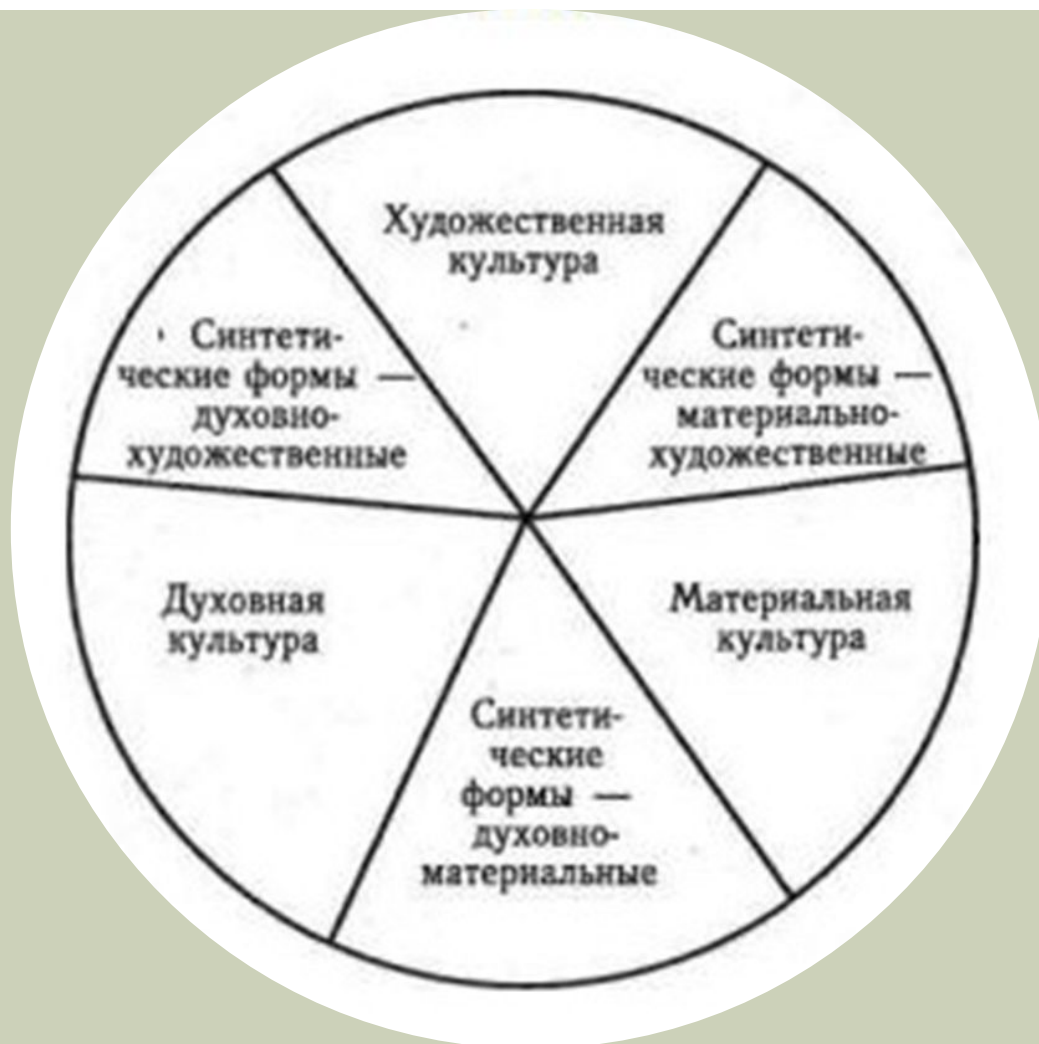 Художественная
культура
Синтети-
ческие формы —
духовно-
художественные
Синтети-
ческие формы —
материально-
художественные
Духовная
культура
Материальная
культура
Синтети-
ческие
формы —
духовно-
материальные